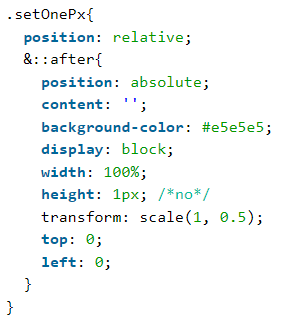 .setOnePx{
  position: relative;
  &::after{
    position: absolute;
    content: '';
    background-color: #e5e5e5;
    display: block;
    width: 100%;
    height: 1px; /*no*/
    transform: scale(1, 0.5);
    top: 0;
    left: 0;
  }
}